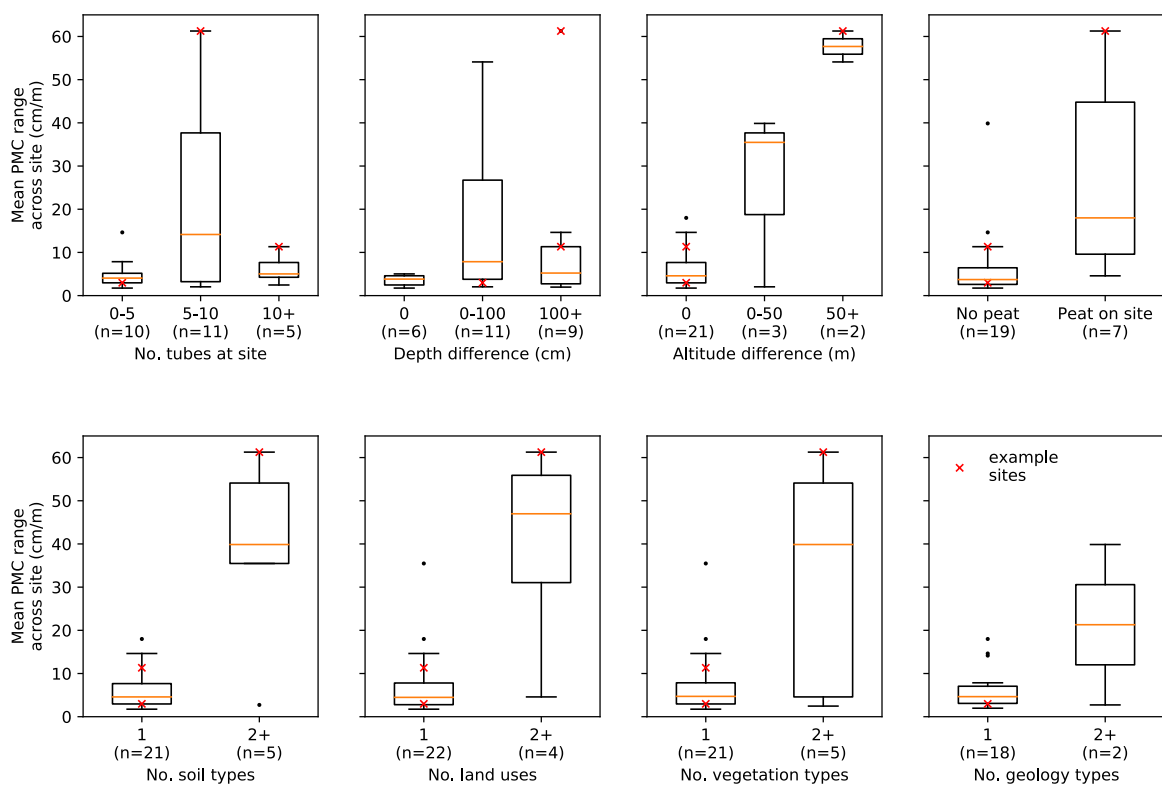 Mean PMC range
across site (cm/m)
60
50
40
30
20
10
0
0-5
(n=10)
5-10
(n=11)
10+
(n=5)
No. tubes at site
0
(n=6)
0-100
(n=11)
100+
(n=9)
Depth difference (cm)
0
(n=21)
0-50
(n=3)
50+
(n=2)
Altitude difference (m)
No peat
(n=19)
Peat on site
(n=7)
Mean PMC range
across site (cm/m)
60
50
40
30
20
10
0
1
(n=21)
2+
(n=5)
No. soil types
1
(n=22)
2+
(n=4)
No. land uses
1
(n=21)
2+
(n=5)
No. vegetation types
example
sites
1
(n=18)
2+
(n=2)
No. geology types